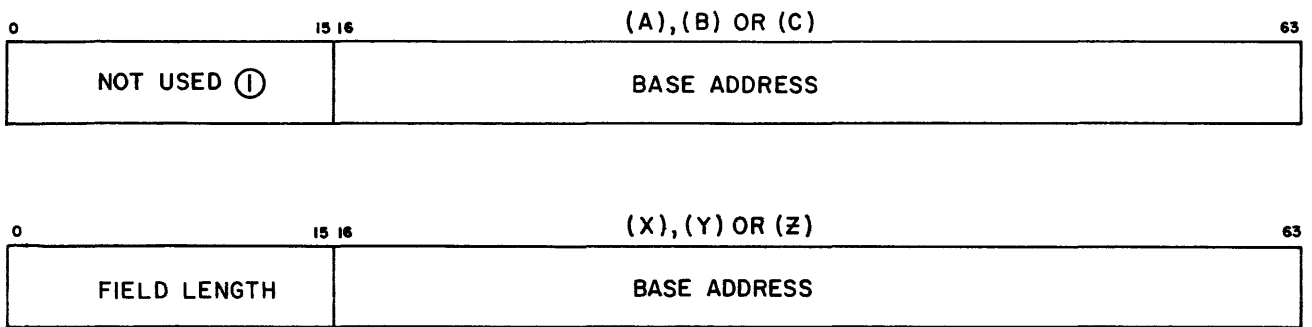 (A), (B) OR (C)
0 15 16 63
NOT USED ①
BASE ADDRESS
(X), (Y) OR (Z)
0 15 16 63
FIELD LENGTH
BASE ADDRESS